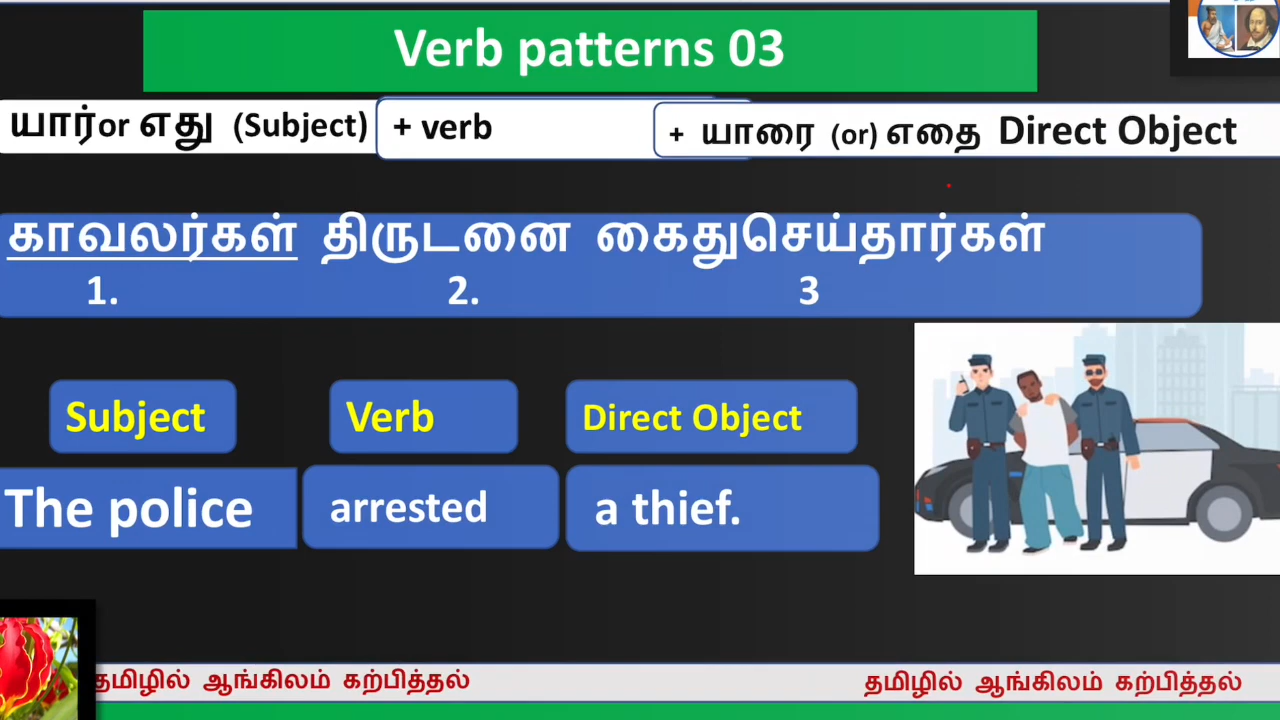 Verb patterns 03
யார் or எது (Subject) + verb + யாரை (or) எதை Direct Object
காவலர்கள் திருடனை கைதுசெய்தார்கள்
1. 2. 3
Subject Verb Direct Object
The police arrested a thief.
தமிழில் ஆங்கிலம் கற்பித்தல் தமிழில் ஆங்கிலம் கற்பித்தல்